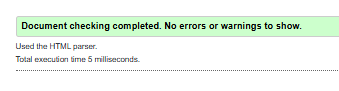 Document checking completed. No errors or warnings to show.
Used the HTML parser.
Total execution time 5 milliseconds.